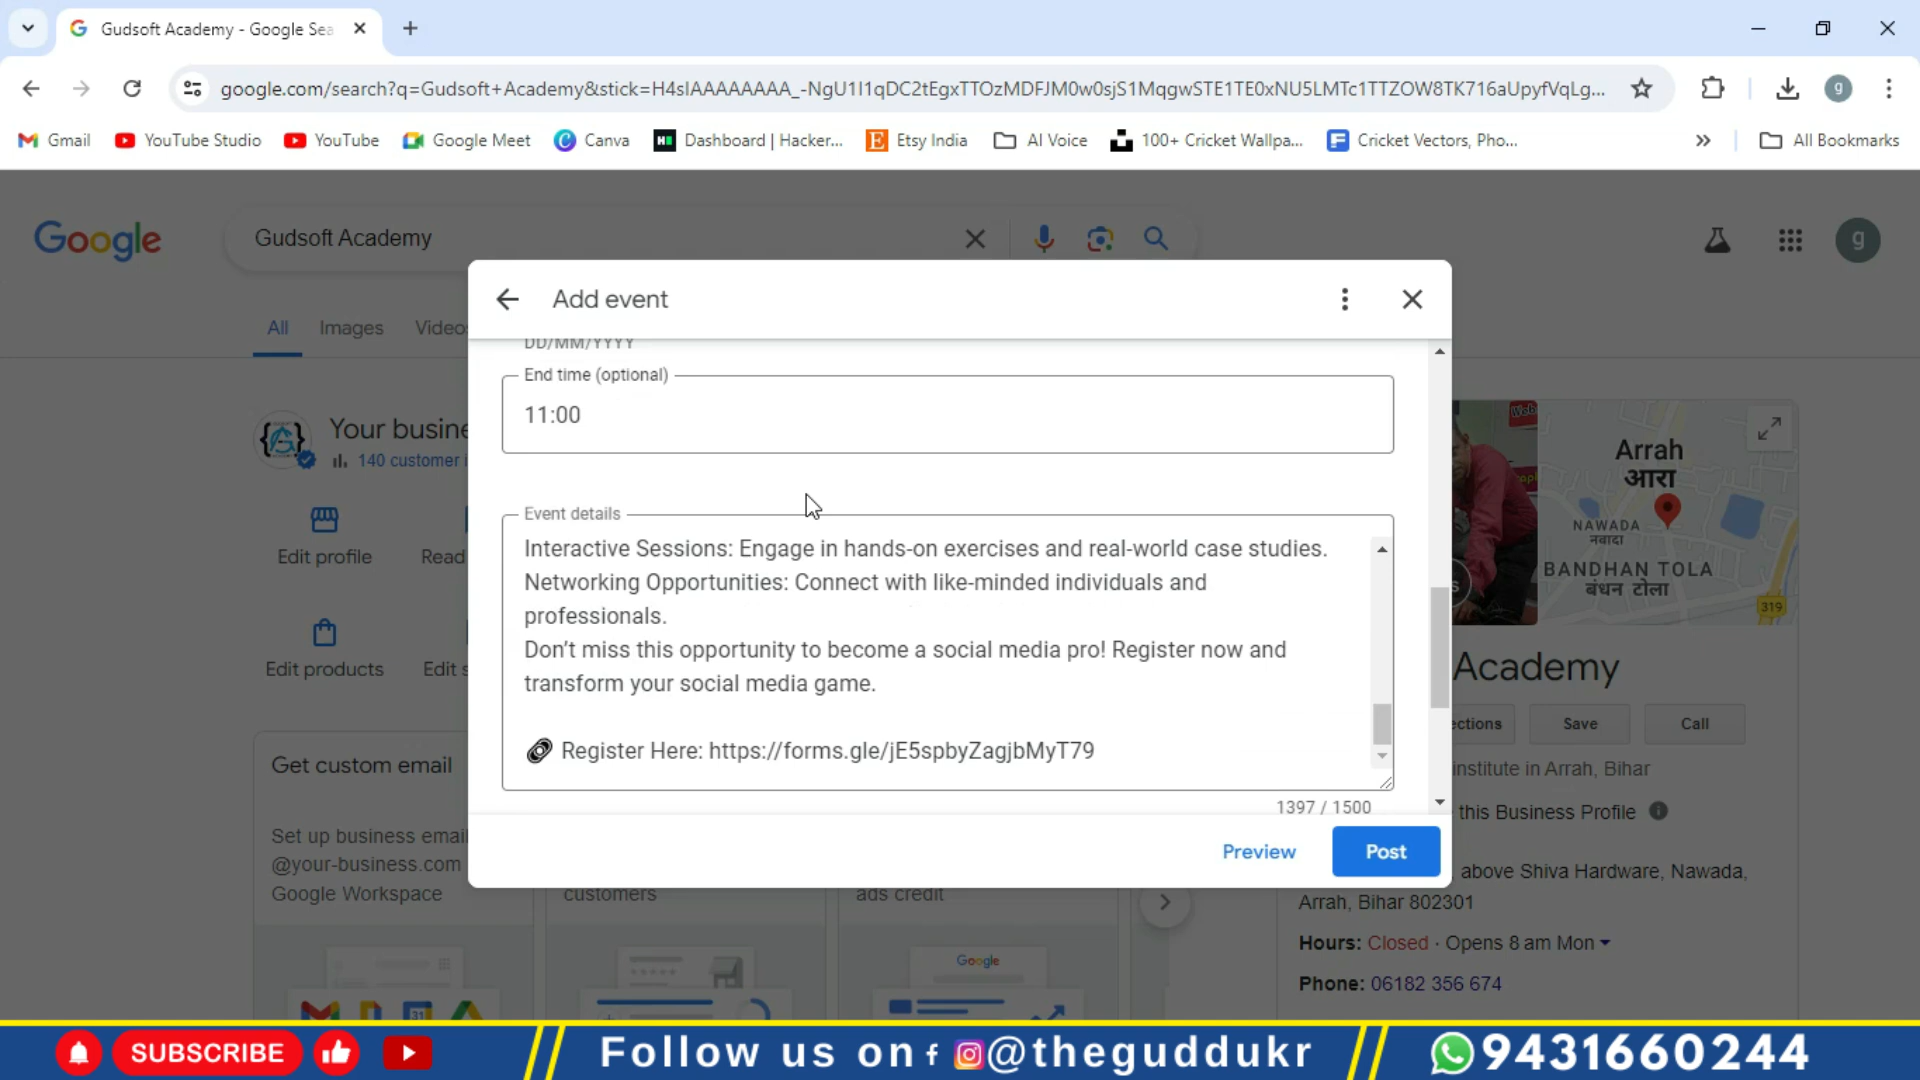 Gudsoft Academy - Google Sea
google.com/search?q=Gudsoft+Academy&stick=H4sIAAAAAAAA_-NgU1I1qDC2tEgxTTOzMDFJM0w0sjS1MqgwSTE1TE0xNU5LMTc1TTZOW8TK716aUpyfVqLg...
Gmail YouTube Studio YouTube Google Meet Canva Dashboard | Hacker... Etsy India AI Voice 100+ Cricket Wallpa... Cricket Vectors, Pho... » All Bookmarks
Google
Gudsoft Academy
g
All Images Videos
Add event
DD/MM/YYYY
End time (optional)
11:00
Event details
Interactive Sessions: Engage in hands-on exercises and real-world case studies.
Networking Opportunities: Connect with like-minded individuals and
professionals.
Don't miss this opportunity to become a social media pro! Register now and
transform your social media game.
Register Here: https://forms.gle/jE5spbyZagjbMyT79
1397 / 1500
Preview Post
Your busine
140 customer i
Edit profile Read
Edit products Edit s
Get custom email
Set up business email
@your-business.com
Google Workspace
customers
ads credit
Google
Arrah
आरा
NAWADA
नवादा
BANDHAN TOLA
बंधन टोला
319
Academy
ections Save Call
institute in Arrah, Bihar
this Business Profile
above Shiva Hardware, Nawada,
Arrah, Bihar 802301
Hours: Closed · Opens 8 am Mon
Phone: 06182 356 674
SUBSCRIBE Follow us on f @theguddukr 9431660244